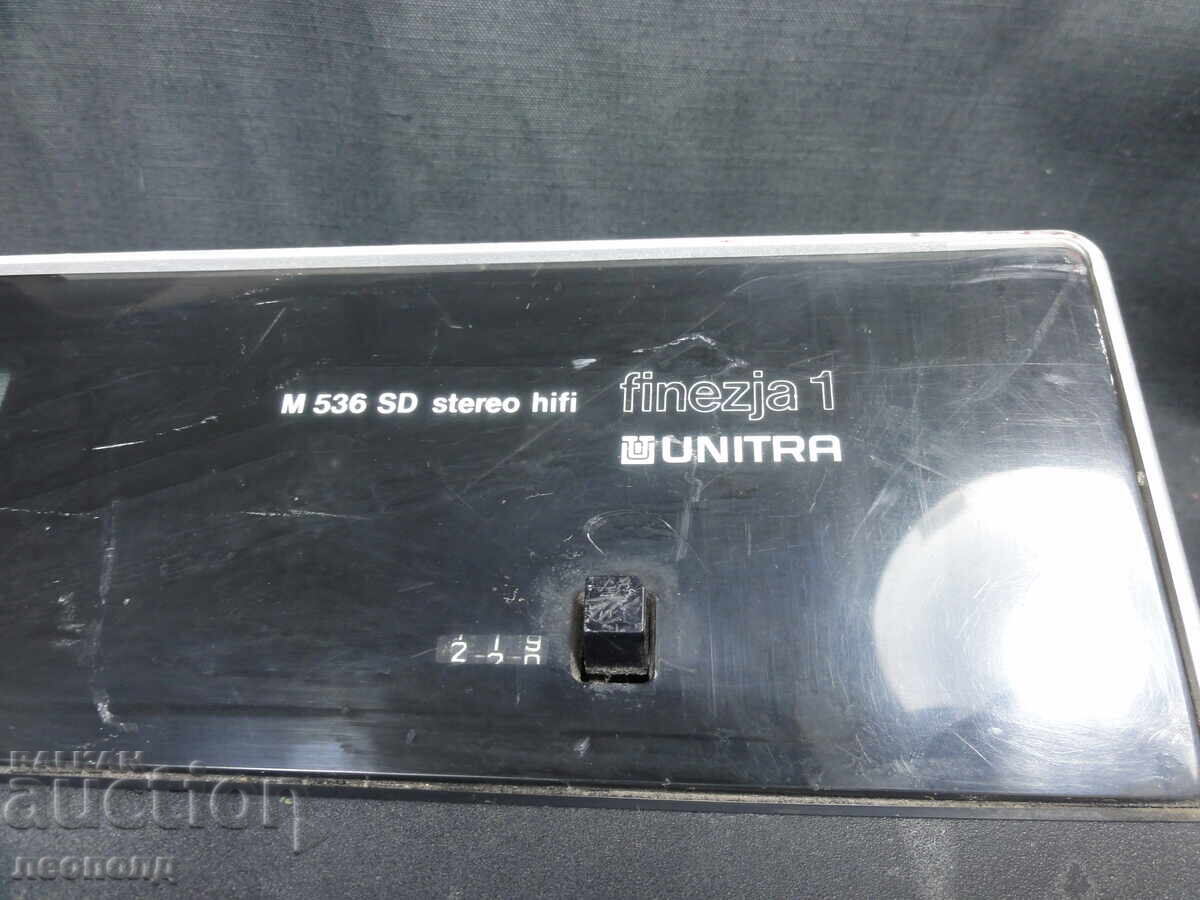 M 536 SD stereo hifi
finezja 1
UNITRA
BALKAN
auction
леополд